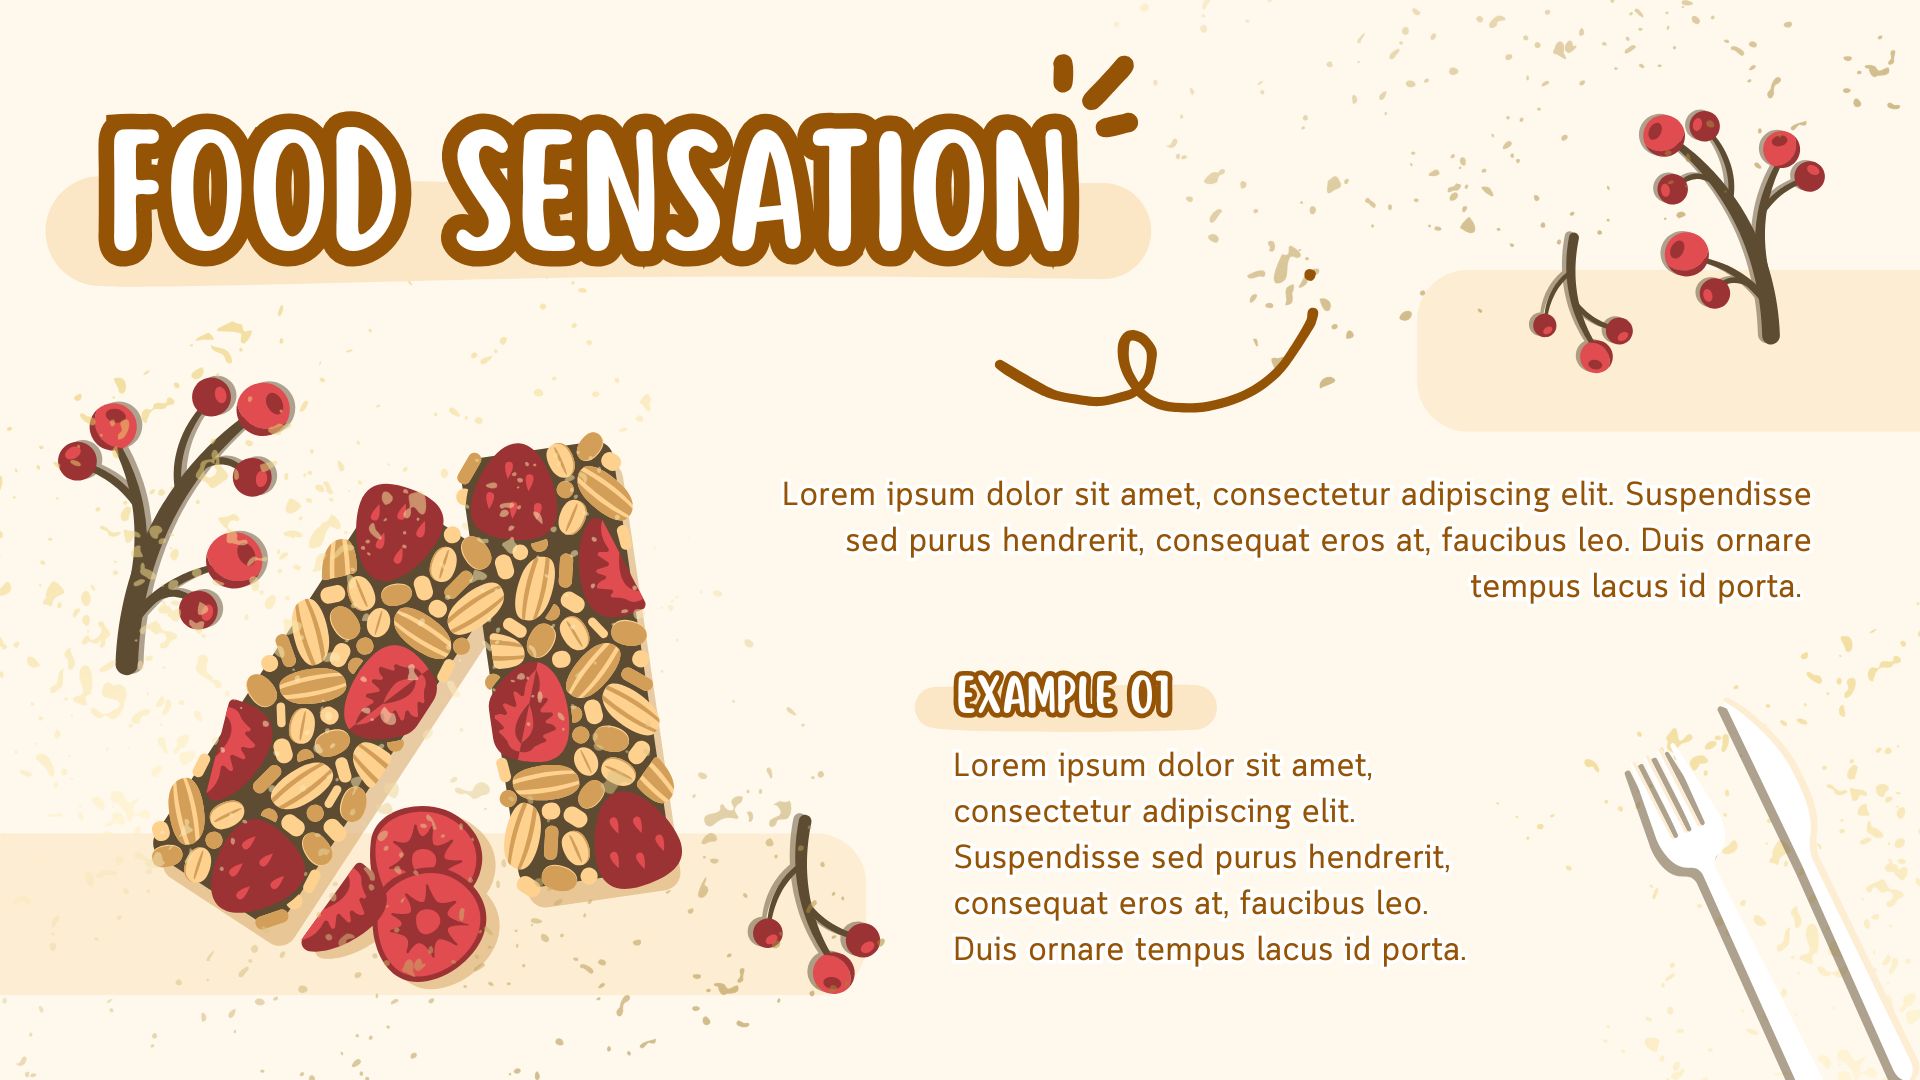 FOOD SENSATION
Lorem ipsum dolor sit amet, consectetur adipiscing elit. Suspendisse
sed purus hendrerit, consequat eros at, faucibus leo. Duis ornare
tempus lacus id porta.
EXAMPLE 01
Lorem ipsum dolor sit amet,
consectetur adipiscing elit.
Suspendisse sed purus hendrerit,
consequat eros at, faucibus leo.
Duis ornare tempus lacus id porta.